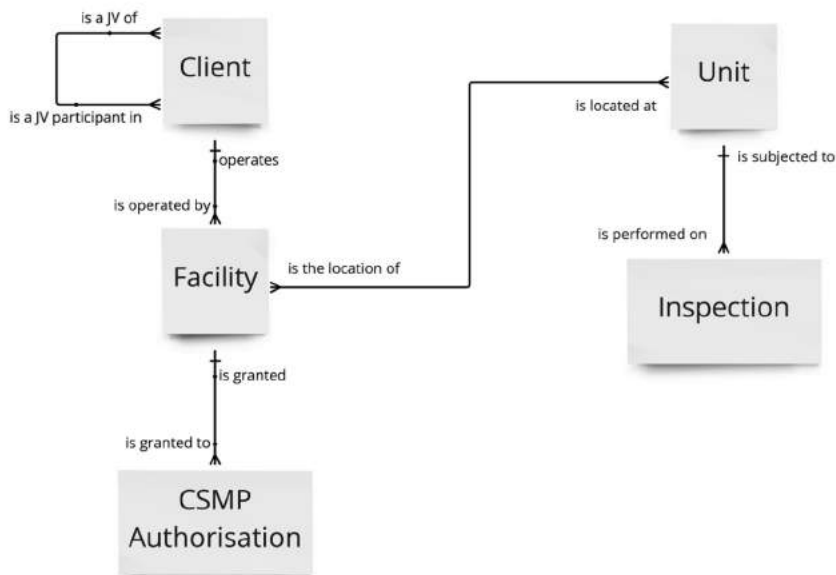 is a JV of
Client
Unit
is located at
is a JV participant in
operates
is subjected to
is operated by
is performed on
Facility
is the location of
Inspection
is granted
is granted to
CSMP
Authorisation